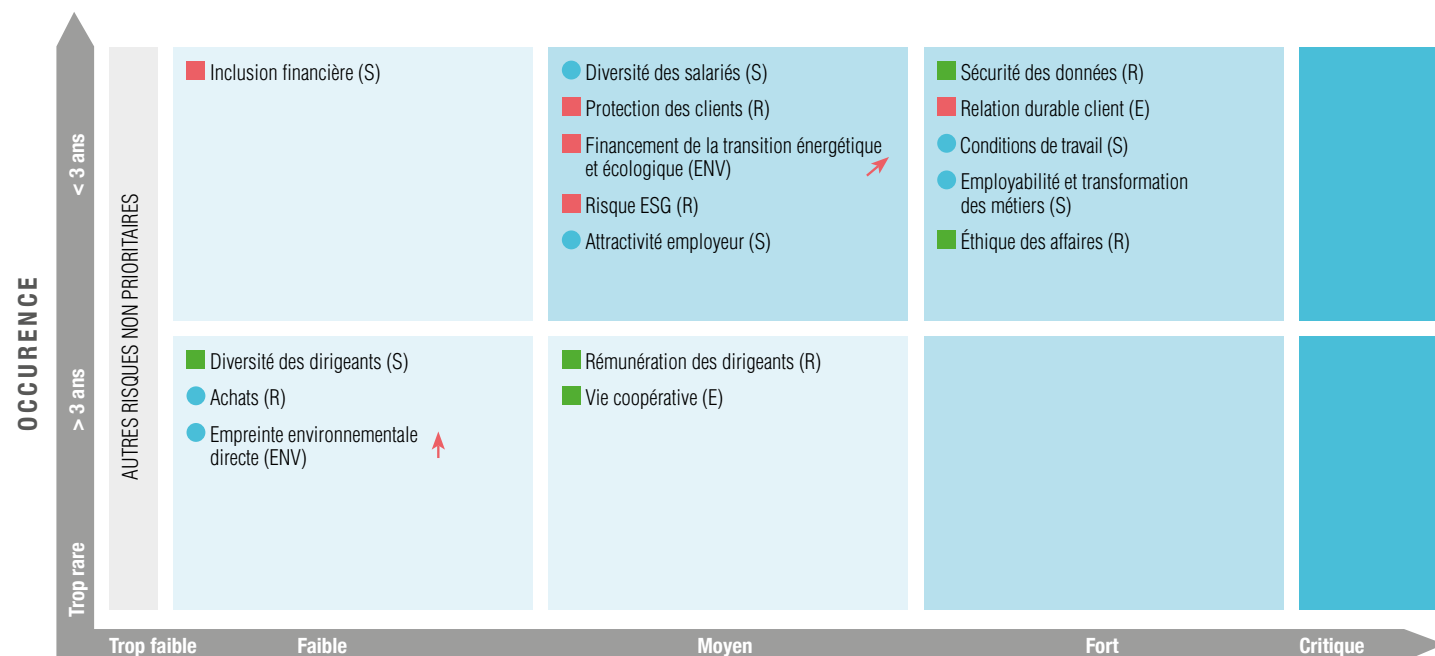 OCCURENCE
< 3 ans
> 3 ans
Trop rare
AUTRES RISQUES NON PRIORITAIRES
Inclusion financière (S)
Diversité des salariés (S)
Protection des clients (R)
Financement de la transition énergétique
et écologique (ENV)
Risque ESG (R)
Attractivité employeur (S)
Sécurité des données (R)
Relation durable client (E)
Conditions de travail (S)
Employabilité et transformation
des métiers (S)
Éthique des affaires (R)
Diversité des dirigeants (S)
Achats (R)
Empreinte environnementale
directe (ENV)
Rémunération des dirigeants (R)
Vie coopérative (E)
Trop faible
Faible
Moyen
Fort
Critique